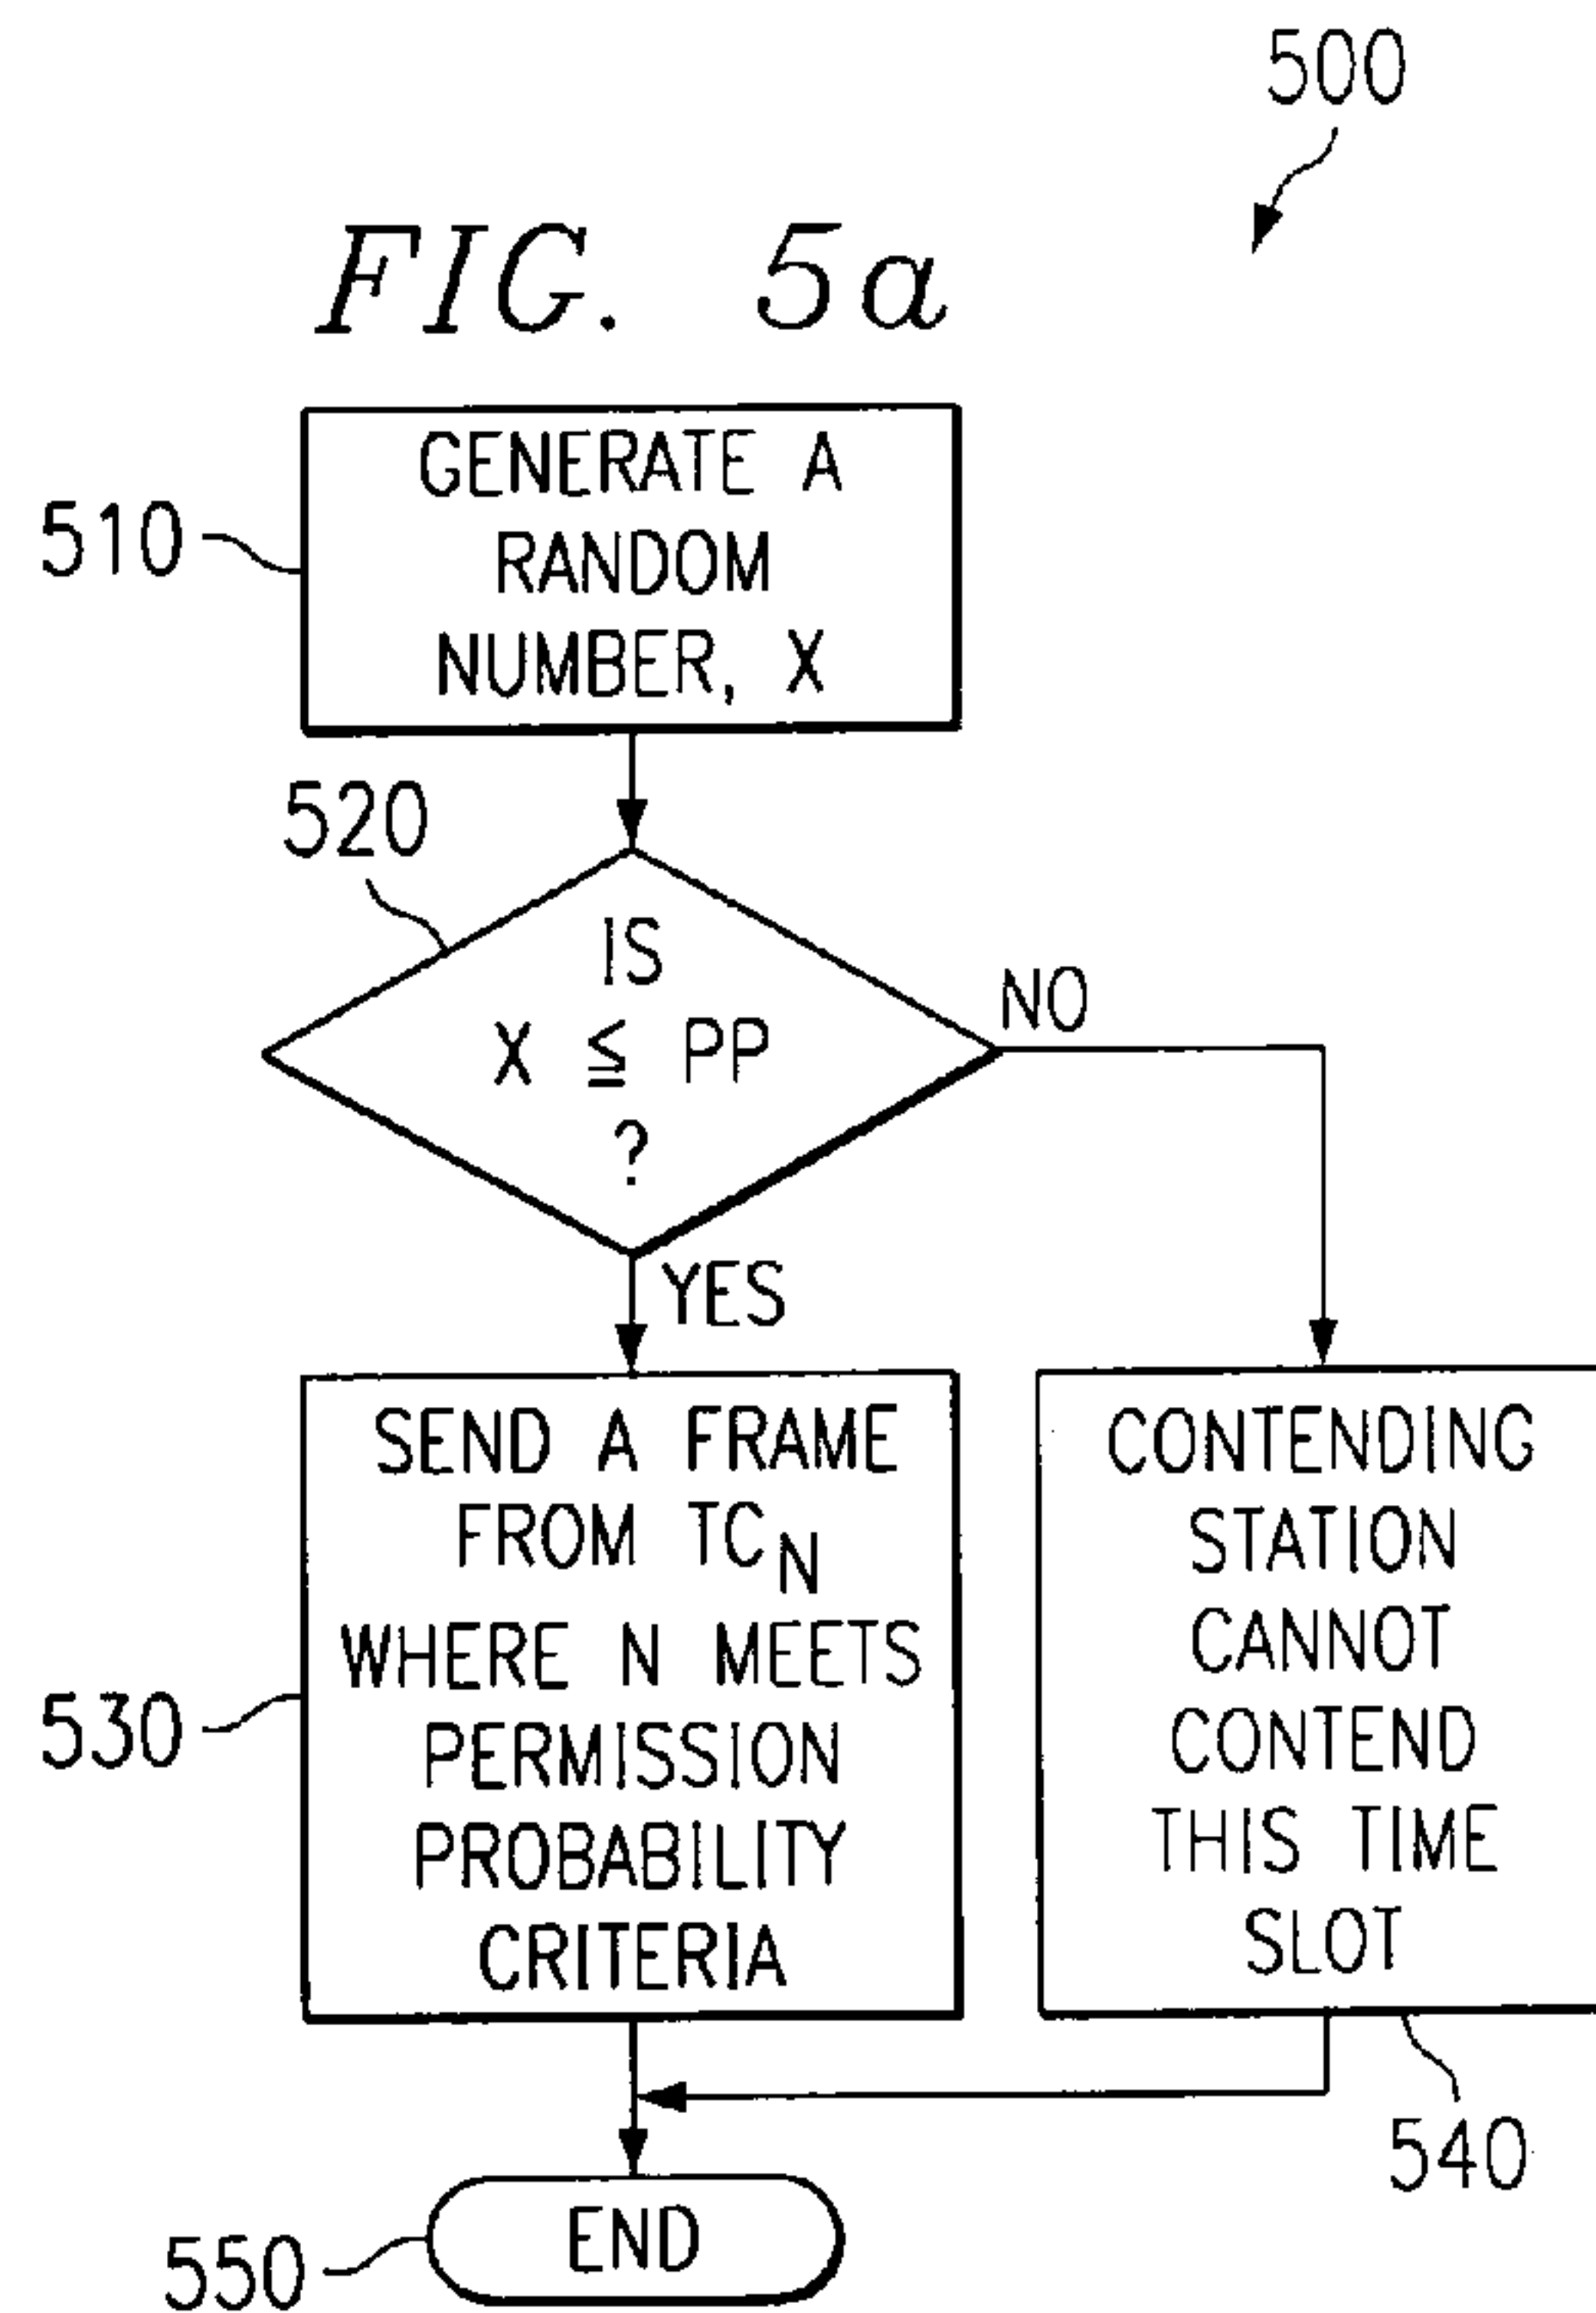 500
FIG. 5a
GENERATE A
RANDOM
NUMBER, X
510
520
IS
X ≦ PP
?
NO
YES
SEND A FRAME
FROM TC_N
WHERE N MEETS
PERMISSION
PROBABILITY
CRITERIA
530
CONTENDING
STATION
CANNOT
CONTEND
THIS TIME
SLOT
540
END
550